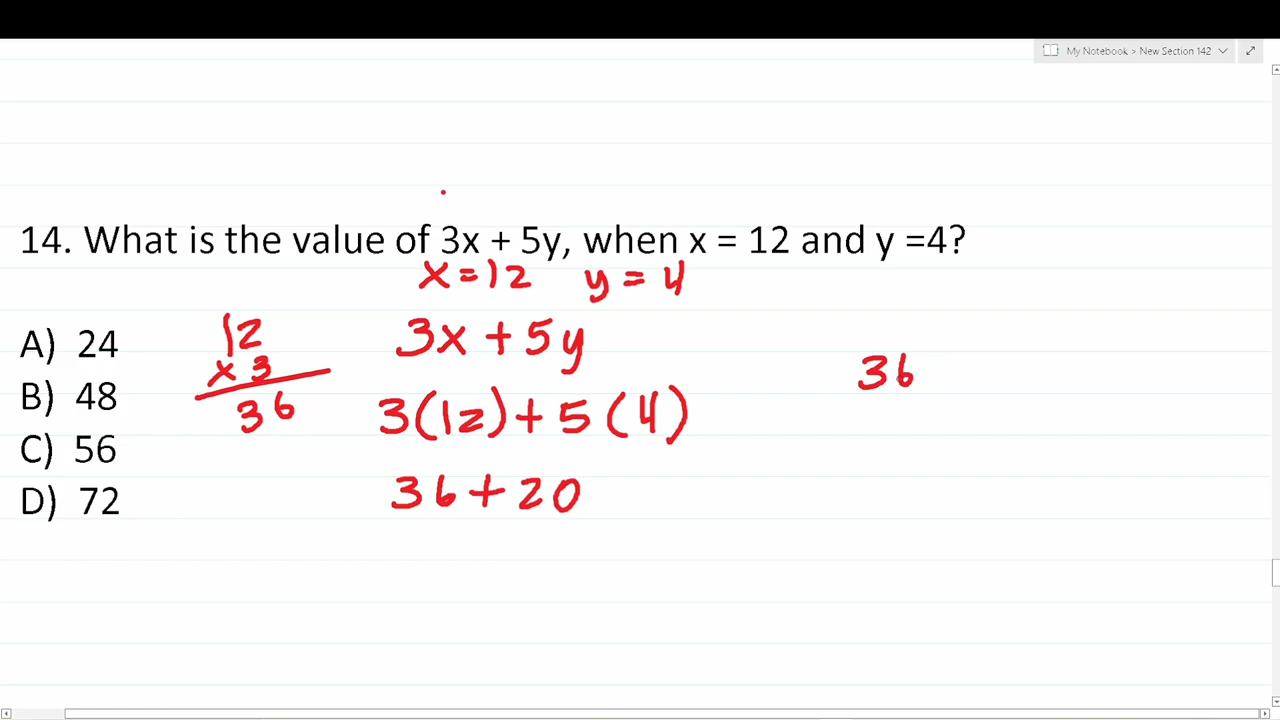 My Notebook > New Section 142
14. What is the value of 3x + 5y, when x = 12 and y =4?
x = 12 y = 4
A) 24
B) 48
C) 56
D) 72
12
x 3
36
3x + 5y
3(12) + 5(4)
36 + 20
36